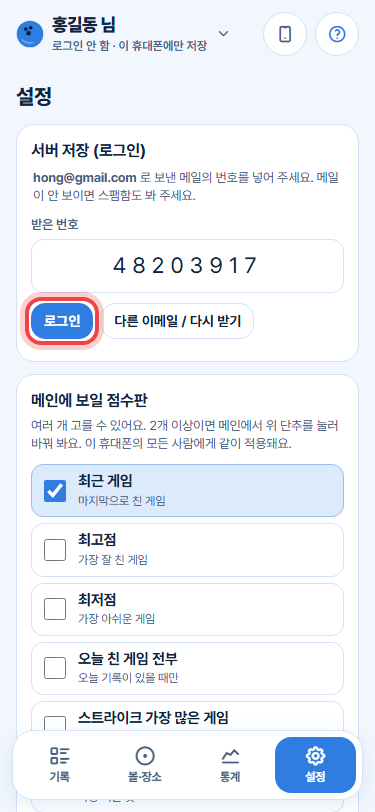 홍길동 님
로그인 안 함 · 이 휴대폰에만 저장
설정
서버 저장 (로그인)
hong@gmail.com 로 보낸 메일의 번호를 넣어 주세요. 메일
이 안 보이면 스팸함도 봐 주세요.
받은 번호
48203917
로그인
다른 이메일 / 다시 받기
메인에 보일 점수판
여러 개 고를 수 있어요. 2개 이상이면 메인에서 위 단추를 눌러
바꿔 봐요. 이 휴대폰의 모든 사람에게 같이 적용돼요.
최근 게임
마지막으로 친 게임
최고점
가장 잘 친 게임
최저점
가장 아쉬운 게임
오늘 친 게임 전부
오늘 기록이 있을 때만
스트라이크 가장 많은 게임
기록
볼·장소
통계
설정